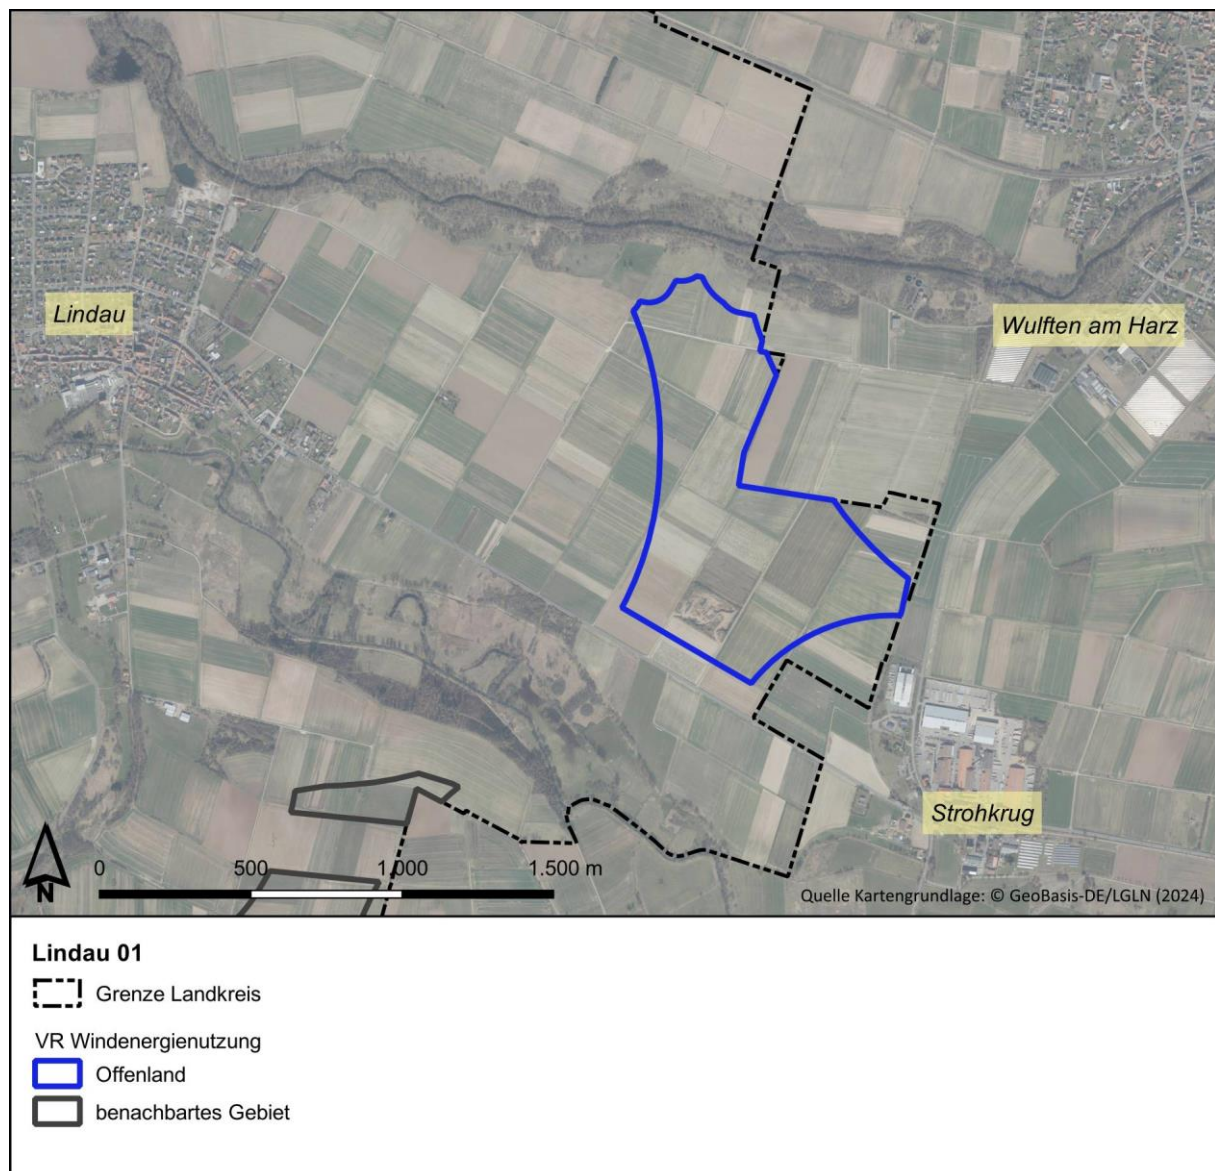 Lindau
Wulften am Harz
Strohkrug
N
0 500 1.000 1.500 m
Quelle Kartengrundlage: © GeoBasis-DE/LGLN (2024)
Lindau 01
Grenze Landkreis
VR Windenergienutzung
Offenland
benachbartes Gebiet